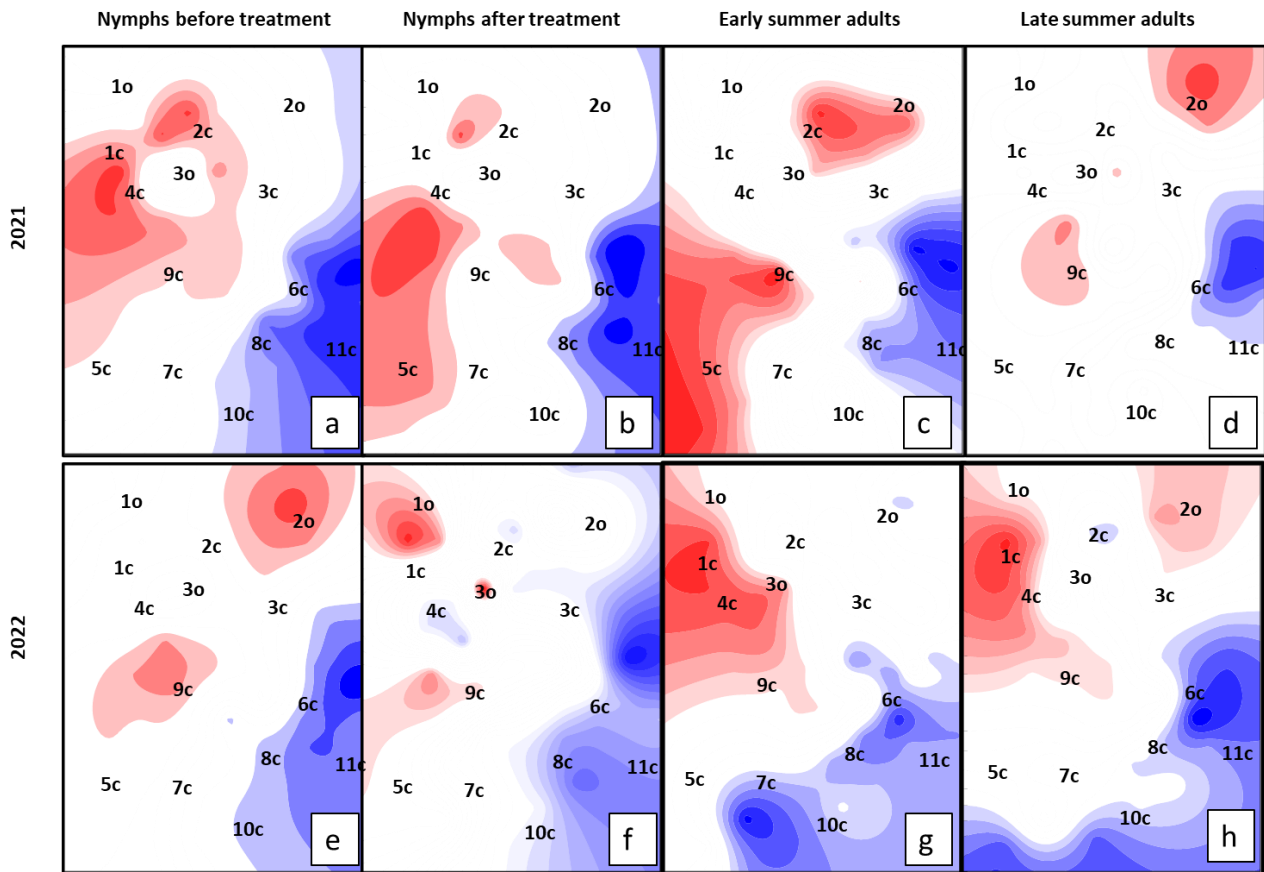 Nymphs before treatment Nymphs after treatment Early summer adults Late summer adults
2021
1o 2o 2c 1c 3o 4c 3c 9c 6c 8c 11c 5c 7c 10c a
1o 2o 2c 1c 3o 4c 3c 9c 6c 8c 11c 5c 7c 10c b
1o 2o 2c 1c 3o 4c 3c 9c 6c 8c 11c 5c 7c 10c c
1o 2o 2c 1c 3o 4c 3c 9c 6c 8c 11c 5c 7c 10c d
2022
1o 2o 2c 1c 3o 4c 3c 9c 6c 8c 11c 5c 7c 10c e
1o 2o 2c 1c 3o 4c 3c 9c 6c 8c 11c 5c 7c 10c f
1o 2o 2c 1c 3o 4c 3c 9c 6c 8c 11c 5c 7c 10c g
1o 2o 2c 1c 3o 4c 3c 9c 6c 8c 11c 5c 7c 10c h